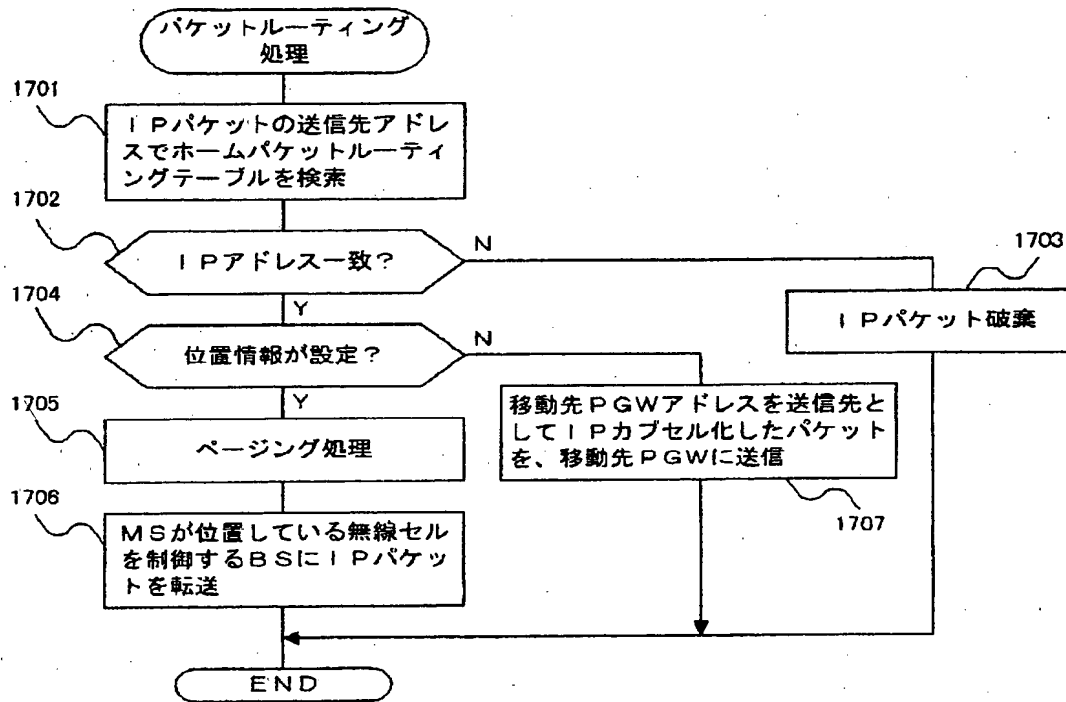 パケットルーティング
処理
1701
IPパケットの送信先アドレ
スでホームパケットルーティ
ングテーブルを検索
1702
IPアドレス一致?
N
1703
IPパケット破棄
Y
1704
位置情報が設定?
N
Y
1705
ページング処理
移動先PGWアドレスを送信先と
してIPカプセル化したパケット
を、移動先PGWに送信
1707
1706
MSが位置している無線セル
を制御するBSにIPパケッ
トを転送
END